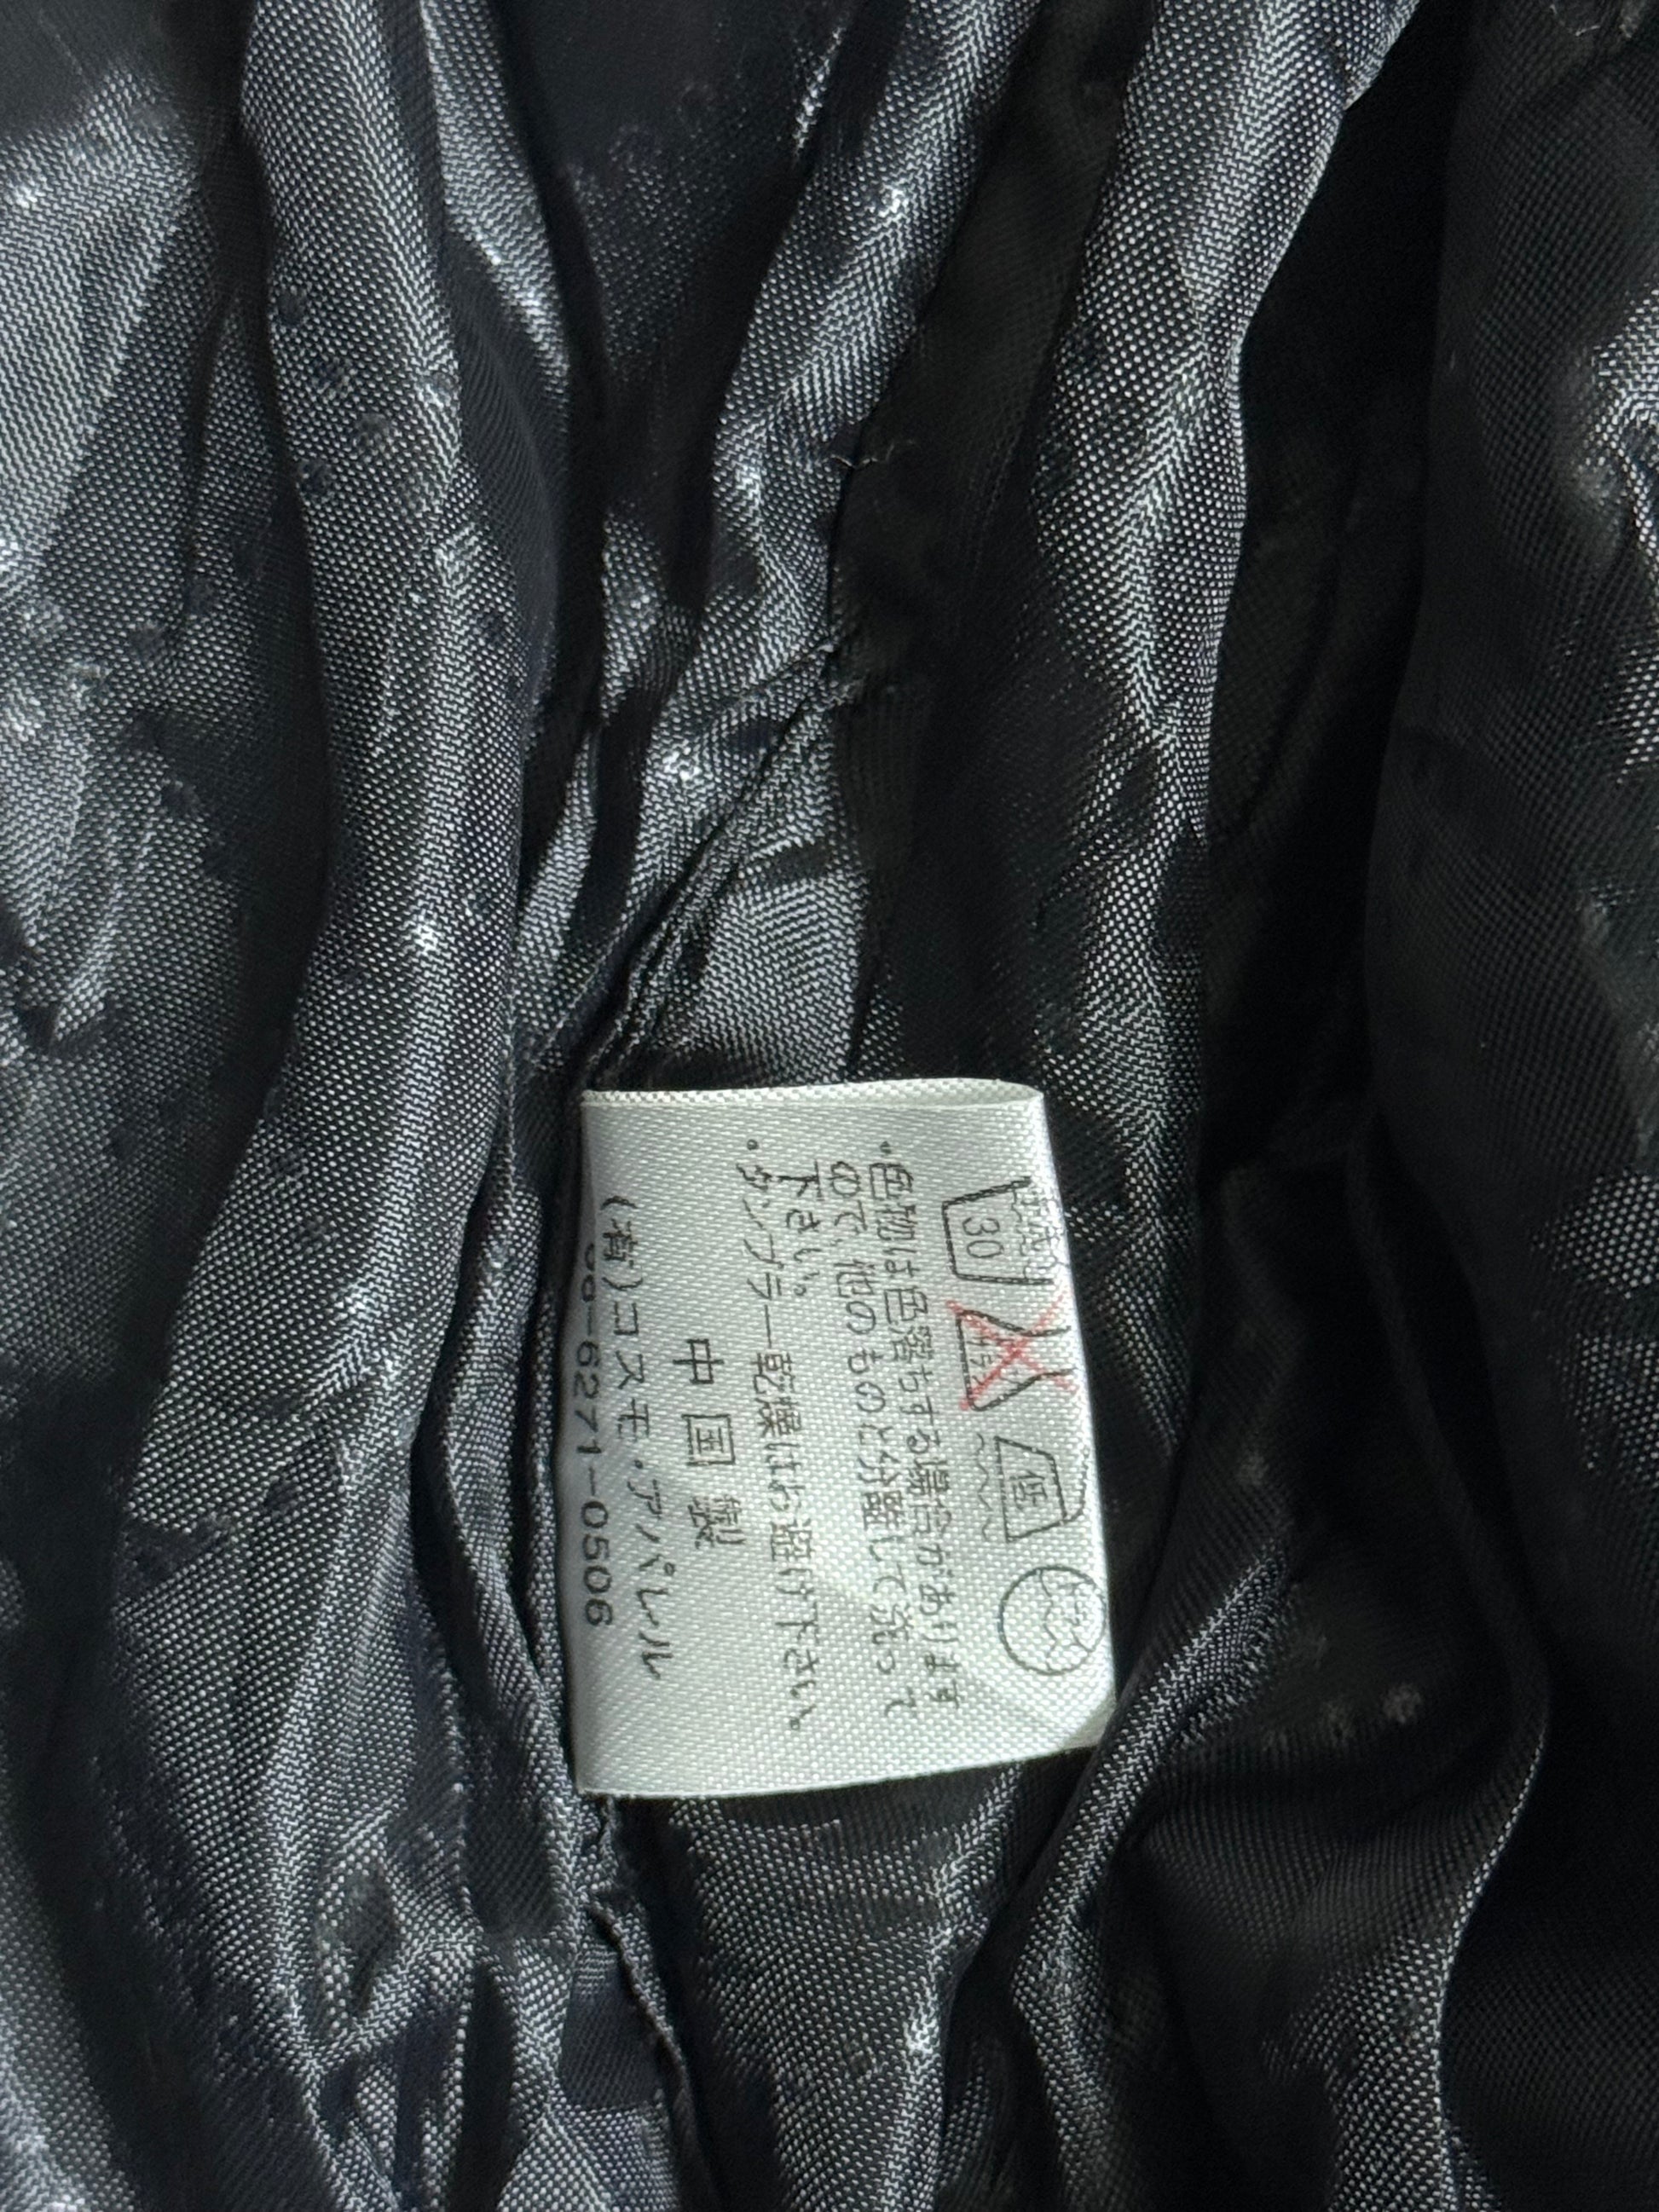 30
低
・色物は色落ちする場合があります
ので、他のものと分離して洗って
下さい。
・タンブラー乾燥はお避け下さい。
中国製
(有)コスモ・アパレル
06-6271-0506